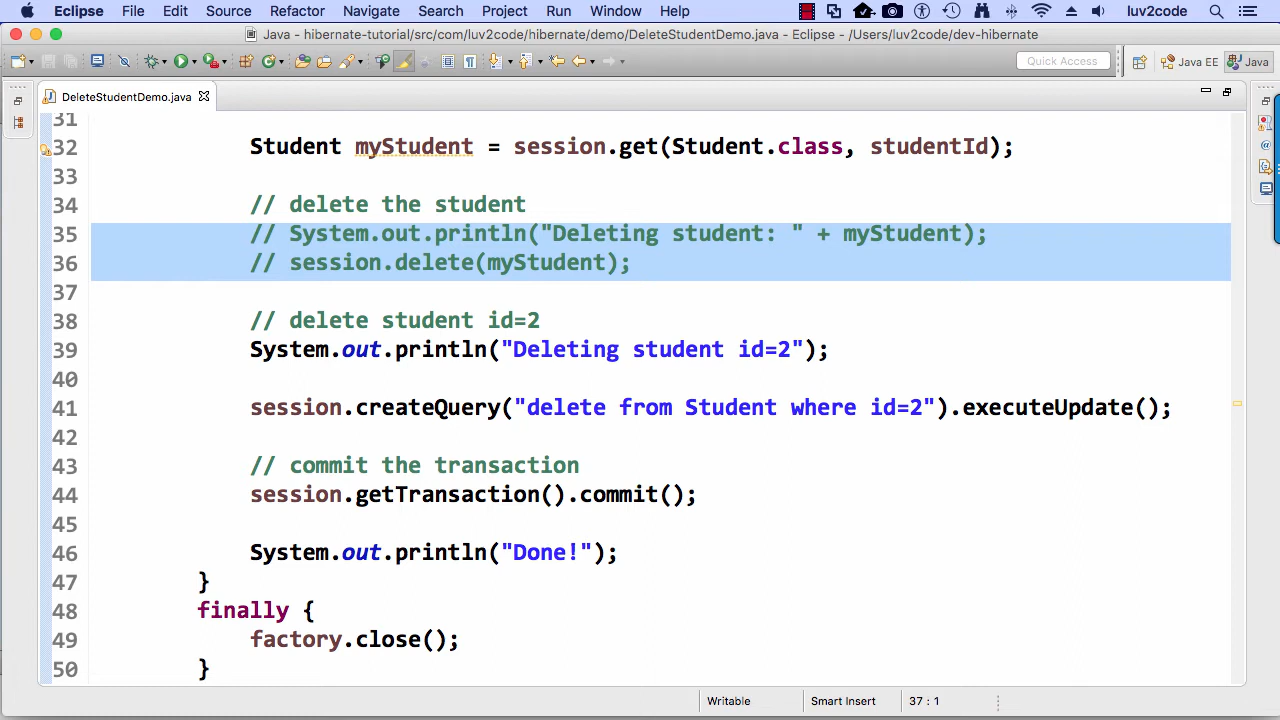 Eclipse File Edit Source Refactor Navigate Search Project Run Window Help luv2code
Java - hibernate-tutorial/src/com/luv2code/hibernate/demo/DeleteStudentDemo.java - Eclipse - /Users/luv2code/dev-hibernate
Quick Access Java EE Java
DeleteStudentDemo.java
31
32 Student myStudent = session.get(Student.class, studentId);
33
34 // delete the student
35 // System.out.println("Deleting student: " + myStudent);
36 // session.delete(myStudent);
37
38 // delete student id=2
39 System.out.println("Deleting student id=2");
40
41 session.createQuery("delete from Student where id=2").executeUpdate();
42
43 // commit the transaction
44 session.getTransaction().commit();
45
46 System.out.println("Done!");
47 }
48 finally {
49 factory.close();
50 }
Writable Smart Insert 37 : 1